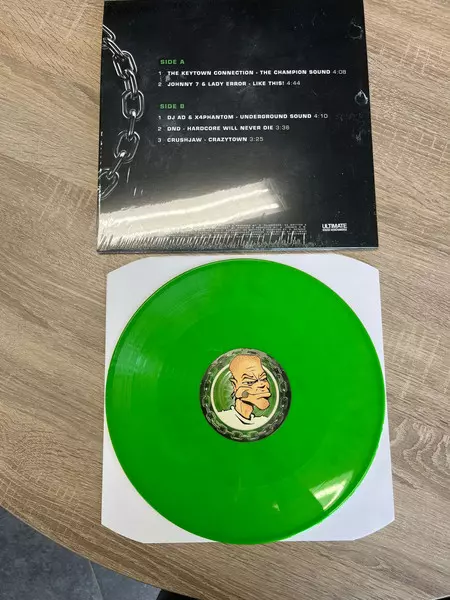 SIDE A
1 THE KEYTOWN CONNECTION - THE CHAMPION SOUND 4:08
2 JOHNNY 7 & LADY ERROR - LIKE THIS! 4:44
SIDE B
1 DJ AD & X4PHANTOM - UNDERGROUND SOUND 4:10
2 DND - HARDCORE WILL NEVER DIE 3:38
3 CRUSHJAW - CRAZYTOWN 3:25
ULTIMATE